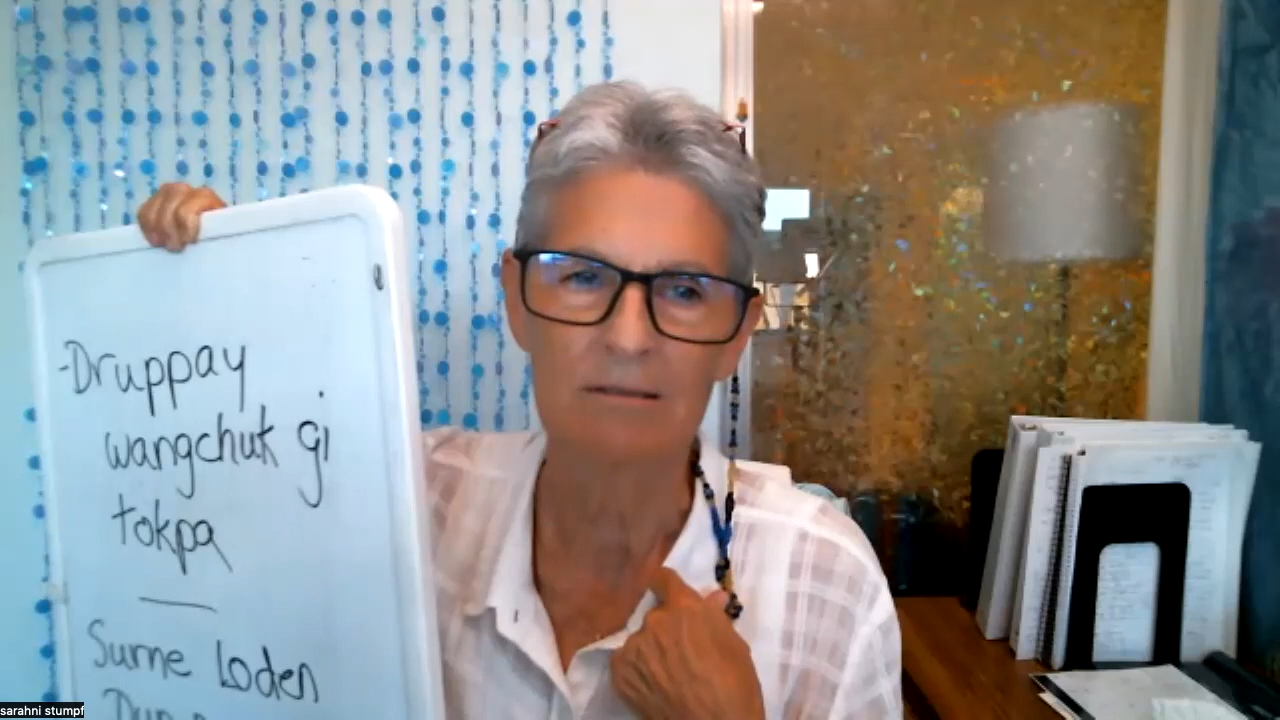 -Druppay
wangchuk gi
tokpa
Surne Loden
sarahni stumpf